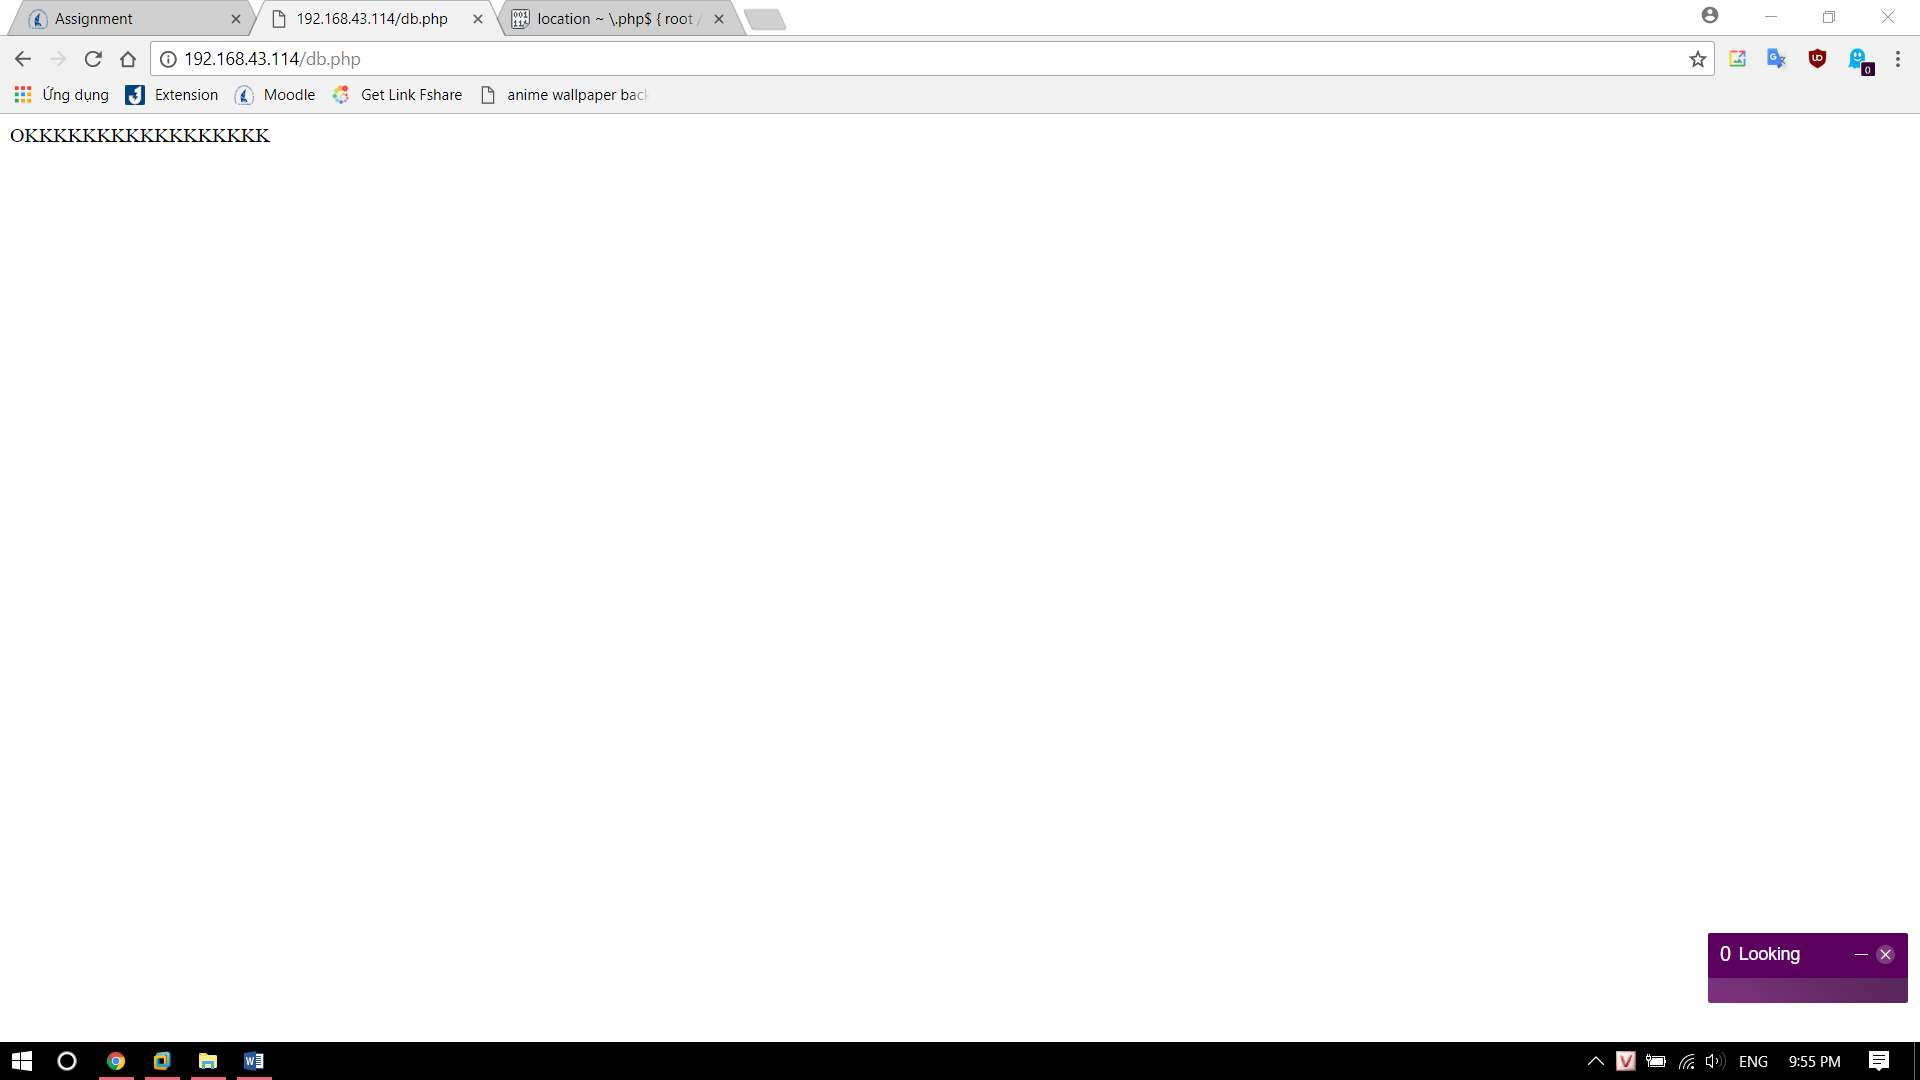 Assignment
192.168.43.114/db.php
location ~ \.php$ { root /
192.168.43.114/db.php
Ứng dụng
Extension
Moodle
Get Link Fshare
anime wallpaper bac
OKKKKKKKKKKKKKKKKK
0 Looking
0
ENG
9:55 PM